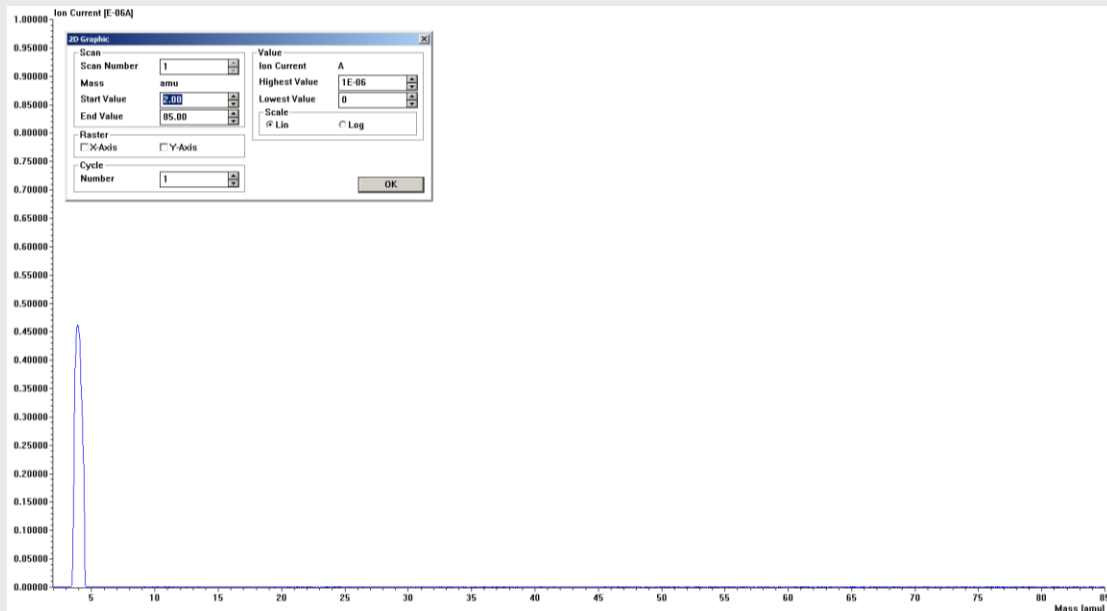 Ion Current [E-06A]
1.00000
0.95000
0.90000
0.85000
0.80000
0.75000
0.70000
0.65000
0.60000
0.55000
0.50000
0.45000
0.40000
0.35000
0.30000
0.25000
0.20000
0.15000
0.10000
0.05000
0.00000
2D Graphic
Scan
Scan Number 1
Mass amu
Start Value 2.00
End Value 85.00
Raster
X-Axis Y-Axis
Cycle
Number 1
Value
Ion Current A
Highest Value 1E-06
Lowest Value 0
Scale
Lin Log
OK
5 10 15 20 25 30 35 40 45 50 55 60 65 70 75 80 85
Mass [amu]